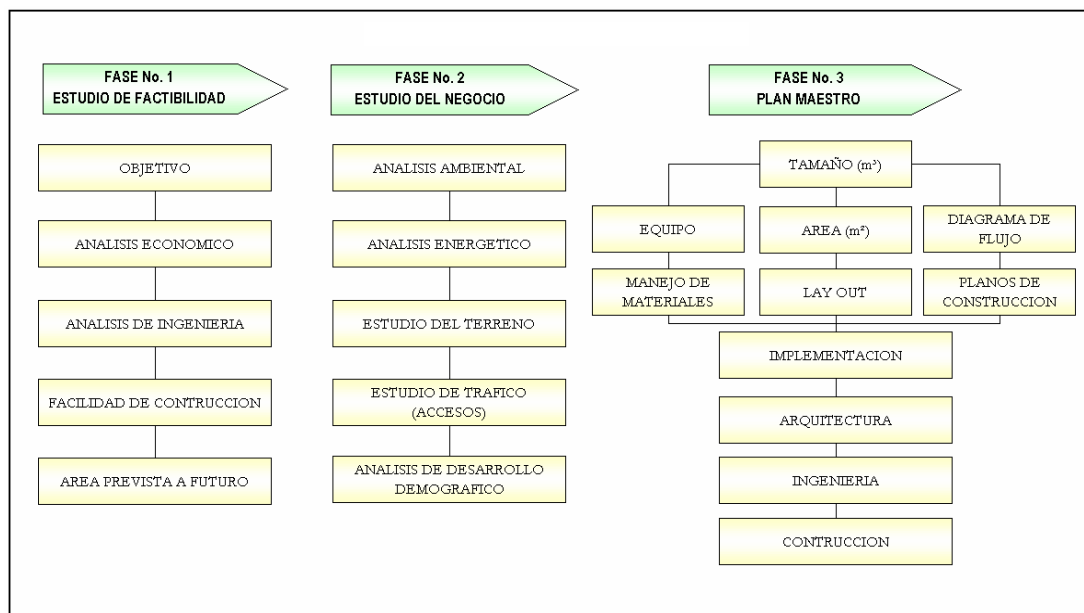 FASE No. 1
ESTUDIO DE FACTIBILIDAD
OBJETIVO
ANALISIS ECONOMICO
ANALISIS DE INGENIERIA
FACILIDAD DE CONTRUCCION
AREA PREVISTA A FUTURO
FASE No. 2
ESTUDIO DEL NEGOCIO
ANALISIS AMBIENTAL
ANALISIS ENERGETICO
ESTUDIO DEL TERRENO
ESTUDIO DE TRAFICO
(ACCESOS)
ANALISIS DE DESARROLLO
DEMOGRAFICO
FASE No. 3
PLAN MAESTRO
TAMAÑO (m³)
EQUIPO
AREA (m²)
DIAGRAMA DE
FLUJO
MANEJO DE
MATERIALES
LAY OUT
PLANOS DE
CONSTRUCCION
IMPLEMENTACION
ARQUITECTURA
INGENIERIA
CONTRUCCION